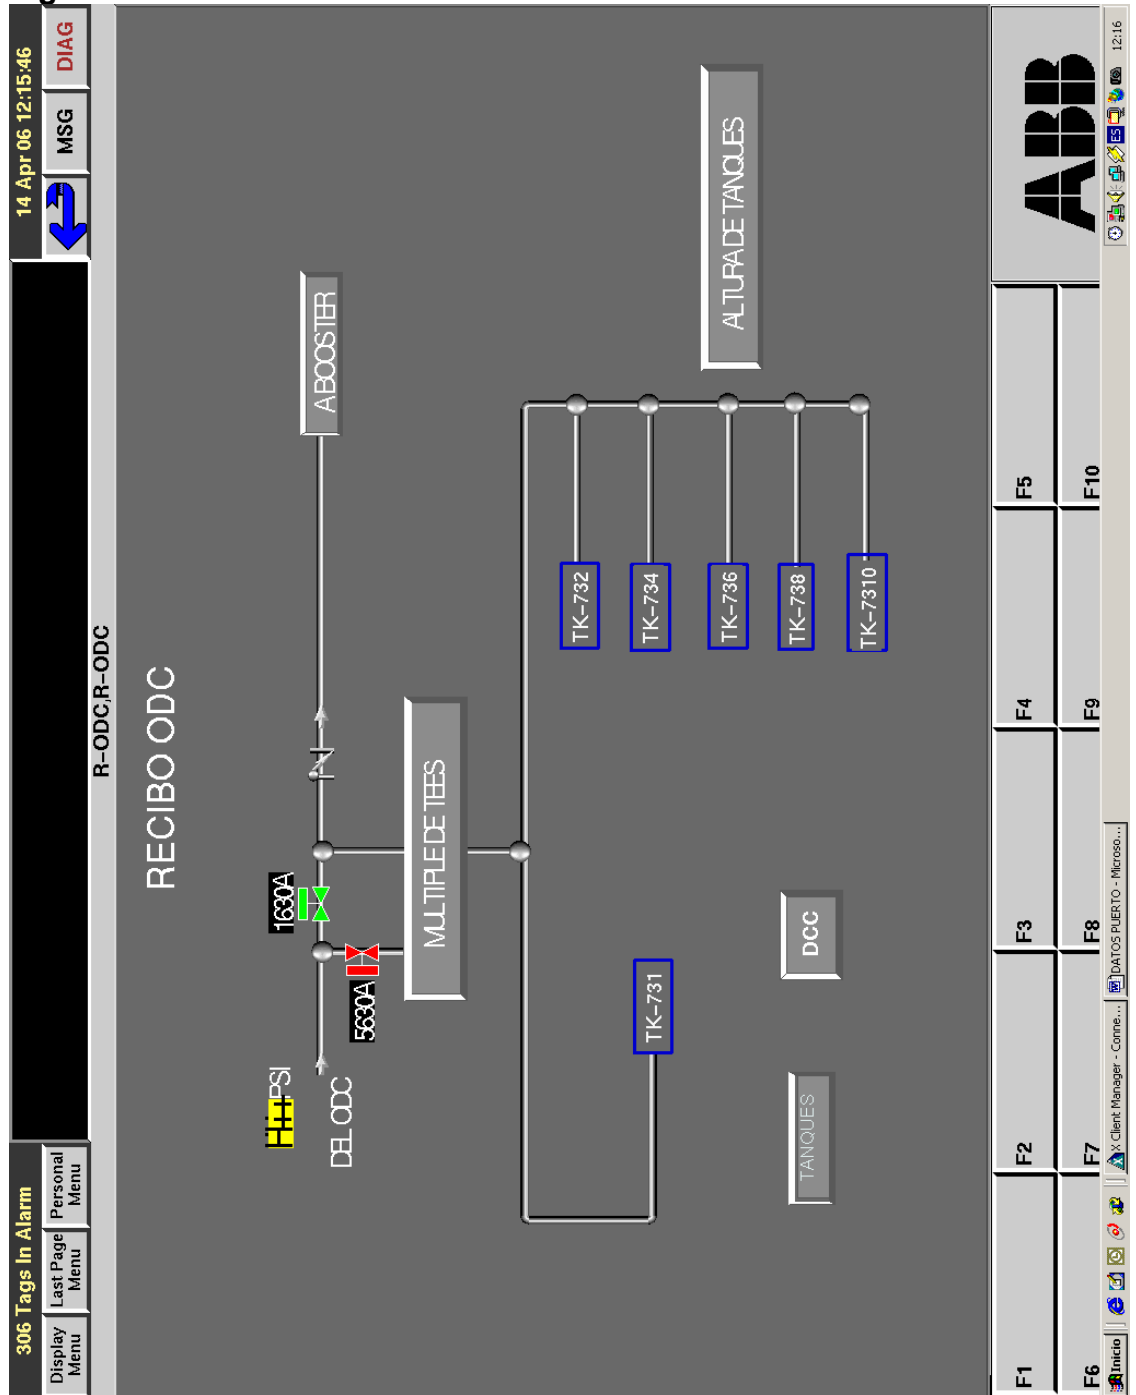 306 Tags In Alarm
14 Apr 06 12:15:46
Display Menu
Last Page Menu
Personal Menu
MSG
DIAG
R-ODC,R-ODC
RECIBO ODC
PSI
DEL ODC
1630A
5630A
A BOOSTER
MULTIPLE DE TEES
TK-731
TK-732
TK-734
TK-736
TK-738
TK-7310
TANQUES
DCC
ALTURA DE TANQUES
F1
F2
F3
F4
F5
F6
F7
F8
F9
F10
ABB
Inicio
X Client Manager - Conne...
DATOS PUERTO - Microso...
ES
12:16